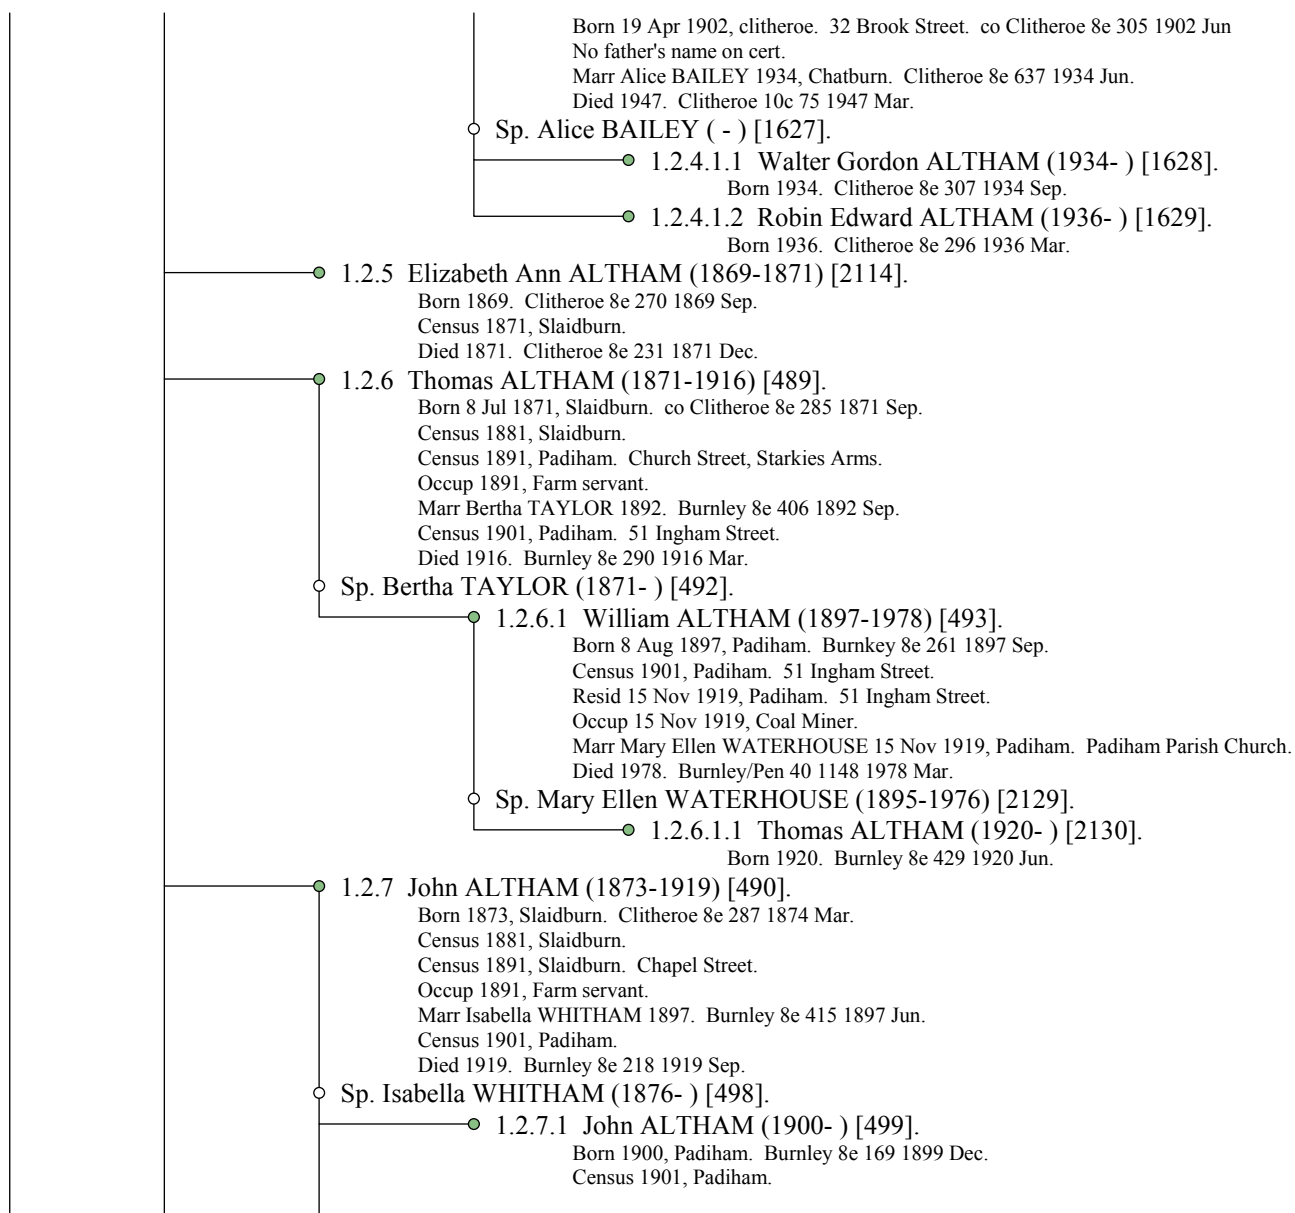 Born 19 Apr 1902, clitheroe. 32 Brook Street. co Clitheroe 8e 305 1902 Jun
No father's name on cert.
Marr Alice BAILEY 1934, Chatburn. Clitheroe 8e 637 1934 Jun.
Died 1947. Clitheroe 10c 75 1947 Mar.
Sp. Alice BAILEY ( - ) [1627].
1.2.4.1.1 Walter Gordon ALTHAM (1934- ) [1628].
Born 1934. Clitheroe 8e 307 1934 Sep.
1.2.4.1.2 Robin Edward ALTHAM (1936- ) [1629].
Born 1936. Clitheroe 8e 296 1936 Mar.
1.2.5 Elizabeth Ann ALTHAM (1869-1871) [2114].
Born 1869. Clitheroe 8e 270 1869 Sep.
Census 1871, Slaidburn.
Died 1871. Clitheroe 8e 231 1871 Dec.
1.2.6 Thomas ALTHAM (1871-1916) [489].
Born 8 Jul 1871, Slaidburn. co Clitheroe 8e 285 1871 Sep.
Census 1881, Slaidburn.
Census 1891, Padiham. Church Street, Starkies Arms.
Occup 1891, Farm servant.
Marr Bertha TAYLOR 1892. Burnley 8e 406 1892 Sep.
Census 1901, Padiham. 51 Ingham Street.
Died 1916. Burnley 8e 290 1916 Mar.
Sp. Bertha TAYLOR (1871- ) [492].
1.2.6.1 William ALTHAM (1897-1978) [493].
Born 8 Aug 1897, Padiham. Burnkey 8e 261 1897 Sep.
Census 1901, Padiham. 51 Ingham Street.
Resid 15 Nov 1919, Padiham. 51 Ingham Street.
Occup 15 Nov 1919, Coal Miner.
Marr Mary Ellen WATERHOUSE 15 Nov 1919, Padiham. Padiham Parish Church.
Died 1978. Burnley/Pen 40 1148 1978 Mar.
Sp. Mary Ellen WATERHOUSE (1895-1976) [2129].
1.2.6.1.1 Thomas ALTHAM (1920- ) [2130].
Born 1920. Burnley 8e 429 1920 Jun.
1.2.7 John ALTHAM (1873-1919) [490].
Born 1873, Slaidburn. Clitheroe 8e 287 1874 Mar.
Census 1881, Slaidburn.
Census 1891, Slaidburn. Chapel Street.
Occup 1891, Farm servant.
Marr Isabella WHITHAM 1897. Burnley 8e 415 1897 Jun.
Census 1901, Padiham.
Died 1919. Burnley 8e 218 1919 Sep.
Sp. Isabella WHITHAM (1876- ) [498].
1.2.7.1 John ALTHAM (1900- ) [499].
Born 1900, Padiham. Burnley 8e 169 1899 Dec.
Census 1901, Padiham.